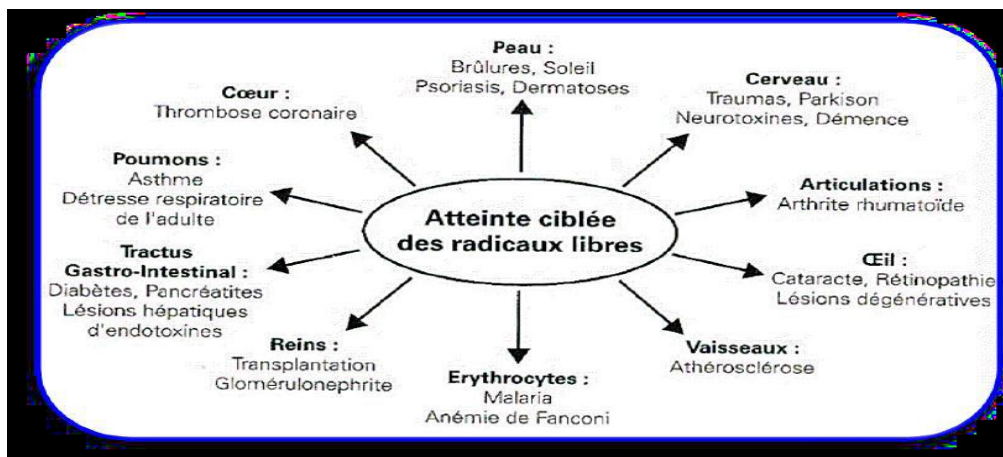 Peau :
Brûlures, Soleil
Psoriasis, Dermatoses
Cerveau :
Traumas, Parkison
Neurotoxines, Démence
Articulations :
Arthrite rhumatoïde
Œil :
Cataracte, Rétinopathie
Lésions dégénératives
Vaisseaux :
Athérosclérose
Erythrocytes :
Malaria
Anémie de Fanconi
Reins :
Transplantation
Glomérulonephrite
Tractus
Gastro-Intestinal :
Diabètes, Pancréatites
Lésions hépatiques
d'endotoxines
Poumons :
Asthme
Détresse respiratoire
de l'adulte
Cœur :
Thrombose coronaire
Atteinte ciblée
des radicaux libres